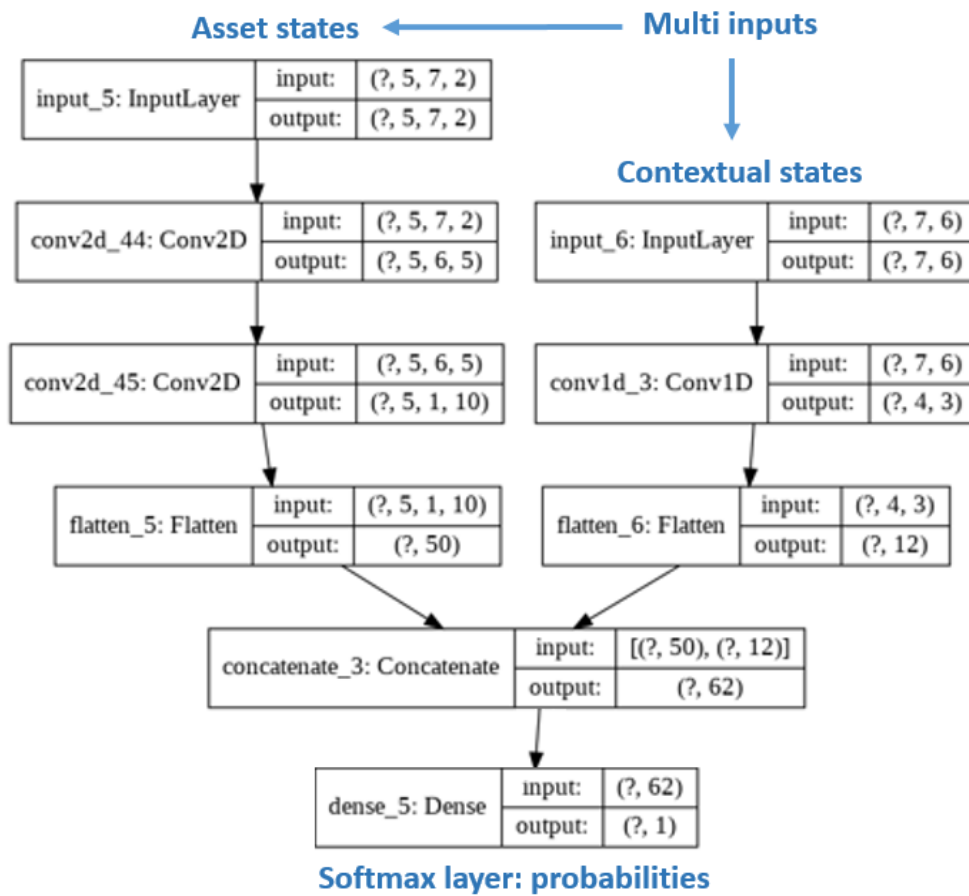 Asset states
Multi inputs
input_5: InputLayer
input: (?, 5, 7, 2)
output: (?, 5, 7, 2)
Contextual states
conv2d_44: Conv2D
input: (?, 5, 7, 2)
output: (?, 5, 6, 5)
input_6: InputLayer
input: (?, 7, 6)
output: (?, 7, 6)
conv2d_45: Conv2D
input: (?, 5, 6, 5)
output: (?, 5, 1, 10)
conv1d_3: Conv1D
input: (?, 7, 6)
output: (?, 4, 3)
flatten_5: Flatten
input: (?, 5, 1, 10)
output: (?, 50)
flatten_6: Flatten
input: (?, 4, 3)
output: (?, 12)
concatenate_3: Concatenate
input: [(?, 50), (?, 12)]
output: (?, 62)
dense_5: Dense
input: (?, 62)
output: (?, 1)
Softmax layer: probabilities